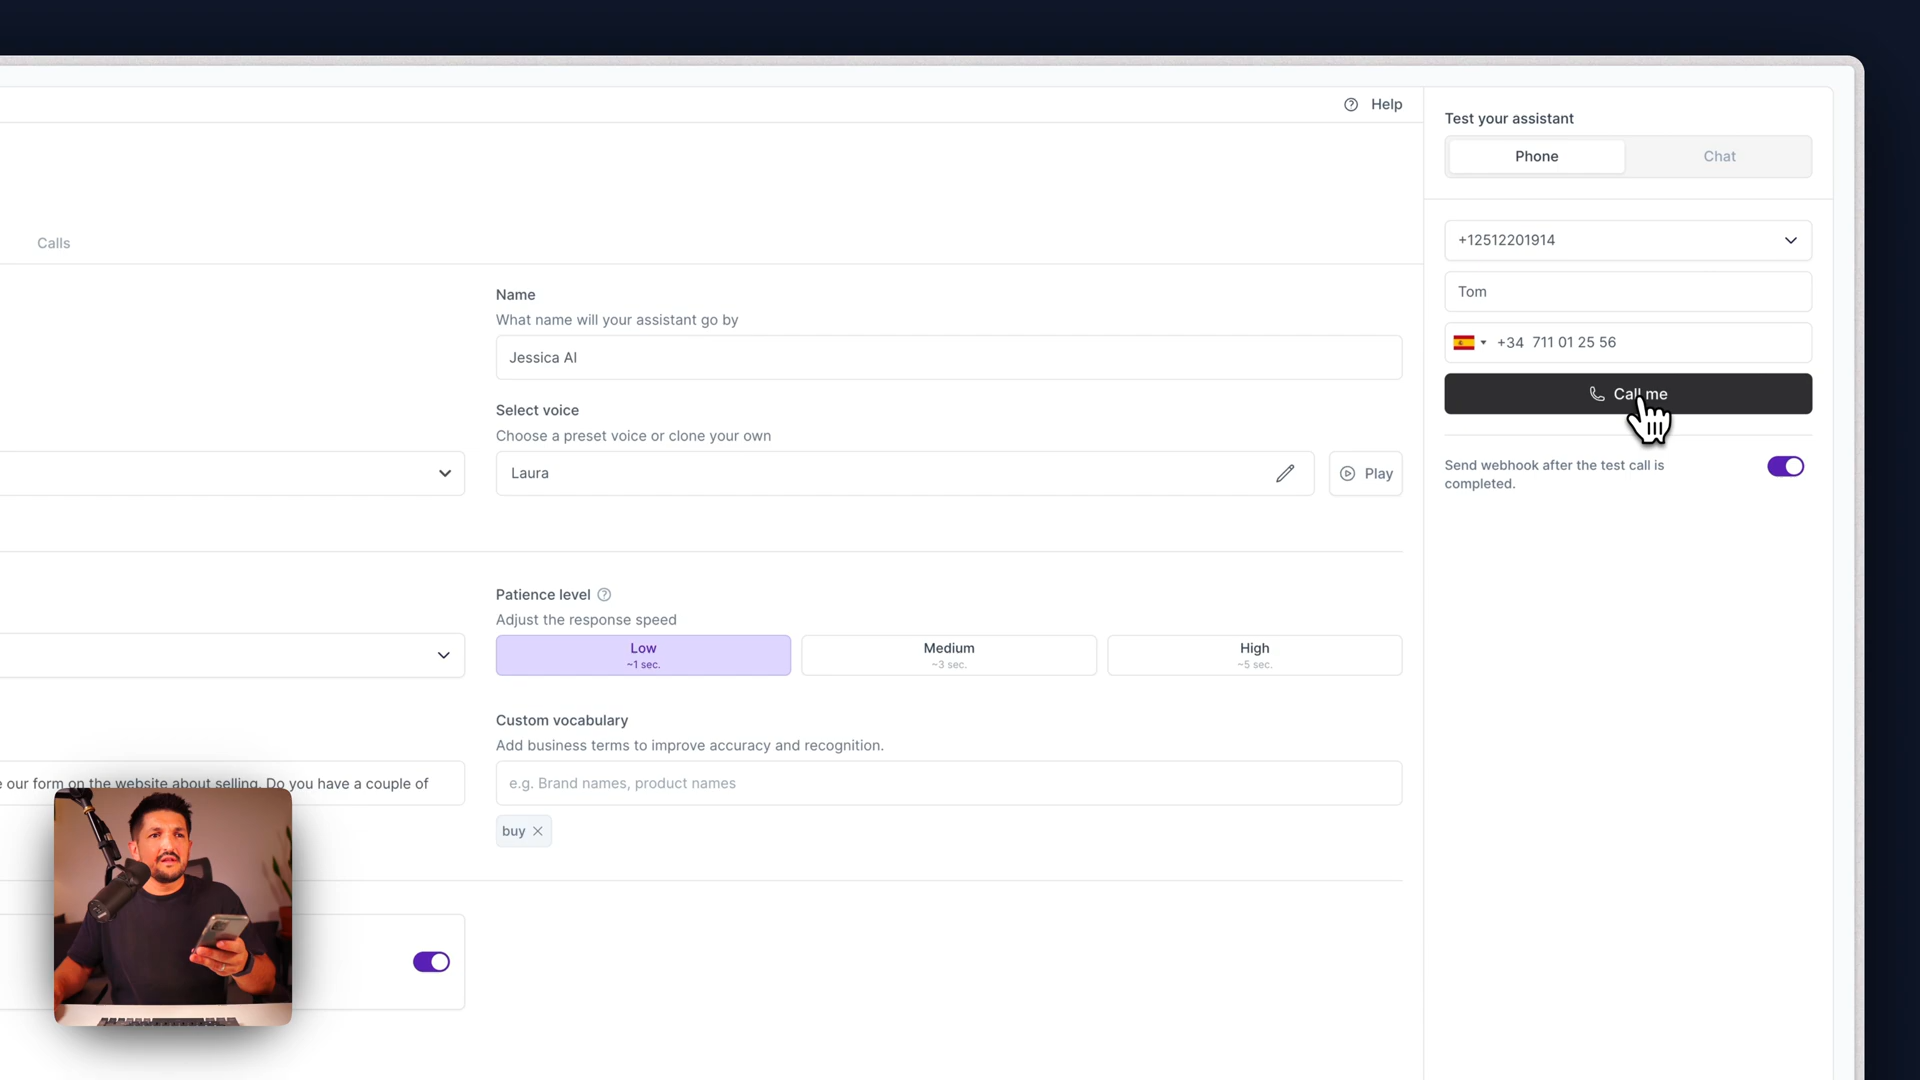 Help
Test your assistant
Phone
Chat
Calls
+12512201914
Tom
+34 711 01 25 56
Call me
Send webhook after the test call is
completed.
Name
What name will your assistant go by
Jessica AI
Select voice
Choose a preset voice or clone your own
Laura
Play
Patience level
Adjust the response speed
Low
~1 sec.
Medium
~3 sec.
High
~5 sec.
Custom vocabulary
Add business terms to improve accuracy and recognition.
e.g. Brand names, product names
buy
our form on the website about selling. Do you have a couple of